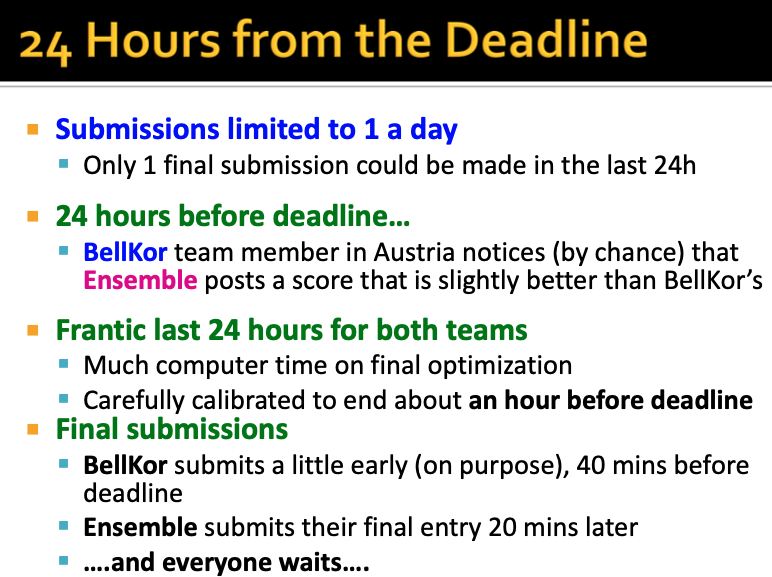 24 Hours from the Deadline
Submissions limited to 1 a day
Only 1 final submission could be made in the last 24h
24 hours before deadline…
BellKor team member in Austria notices (by chance) that
Ensemble posts a score that is slightly better than BellKor’s
Frantic last 24 hours for both teams
Much computer time on final optimization
Carefully calibrated to end about an hour before deadline
Final submissions
BellKor submits a little early (on purpose), 40 mins before
deadline
Ensemble submits their final entry 20 mins later
….and everyone waits….